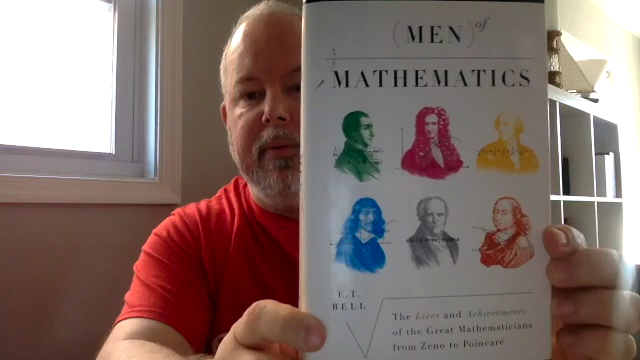 (MEN) of
MATHEMATICS
E.T.
BELL
The Lives and Achievements
of the Great Mathematicians
from Zeno to Poincaré